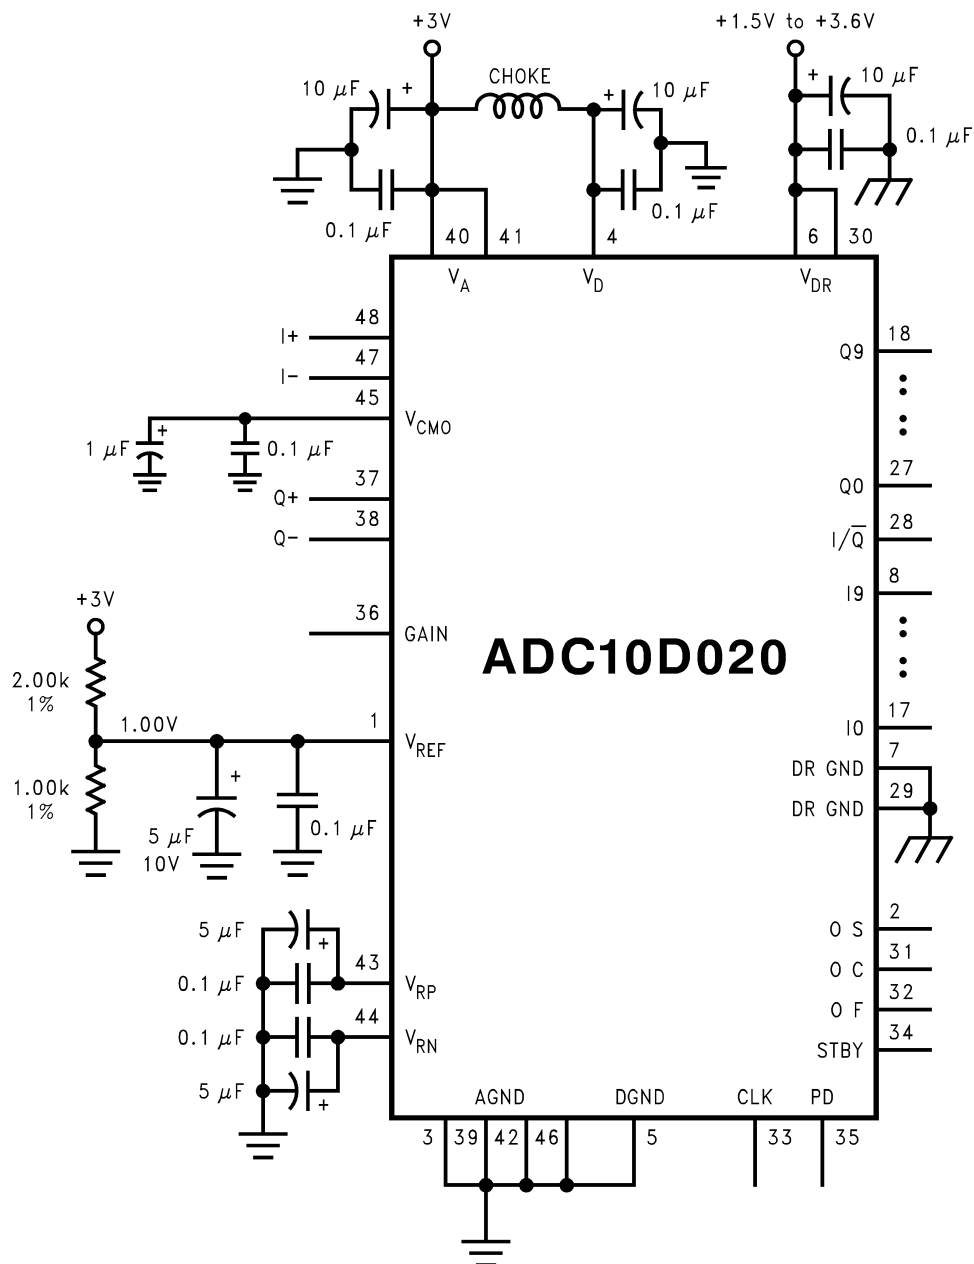 +3V
+1.5V to +3.6V
10 µF
+
CHOKE
+
10 µF
+
10 µF
0.1 µF
0.1 µF
0.1 µF
40
41
4
6
30
VA
VD
VDR
I+
48
I-
47
45
VCMO
1 µF
+
0.1 µF
Q+
37
Q-
38
36
GAIN
+3V
2.00k
1%
1.00V
1
VREF
1.00k
1%
+
5 µF
10V
0.1 µF
ADC10D020
Q9
18
Q0
27
I/Q̅
28
I9
8
I0
17
DR GND
7
DR GND
29
5 µF
+
0.1 µF
43
VRP
0.1 µF
44
VRN
5 µF
+
O S
2
O C
31
O F
32
STBY
34
AGND
DGND
CLK
PD
3
39
42
46
5
33
35